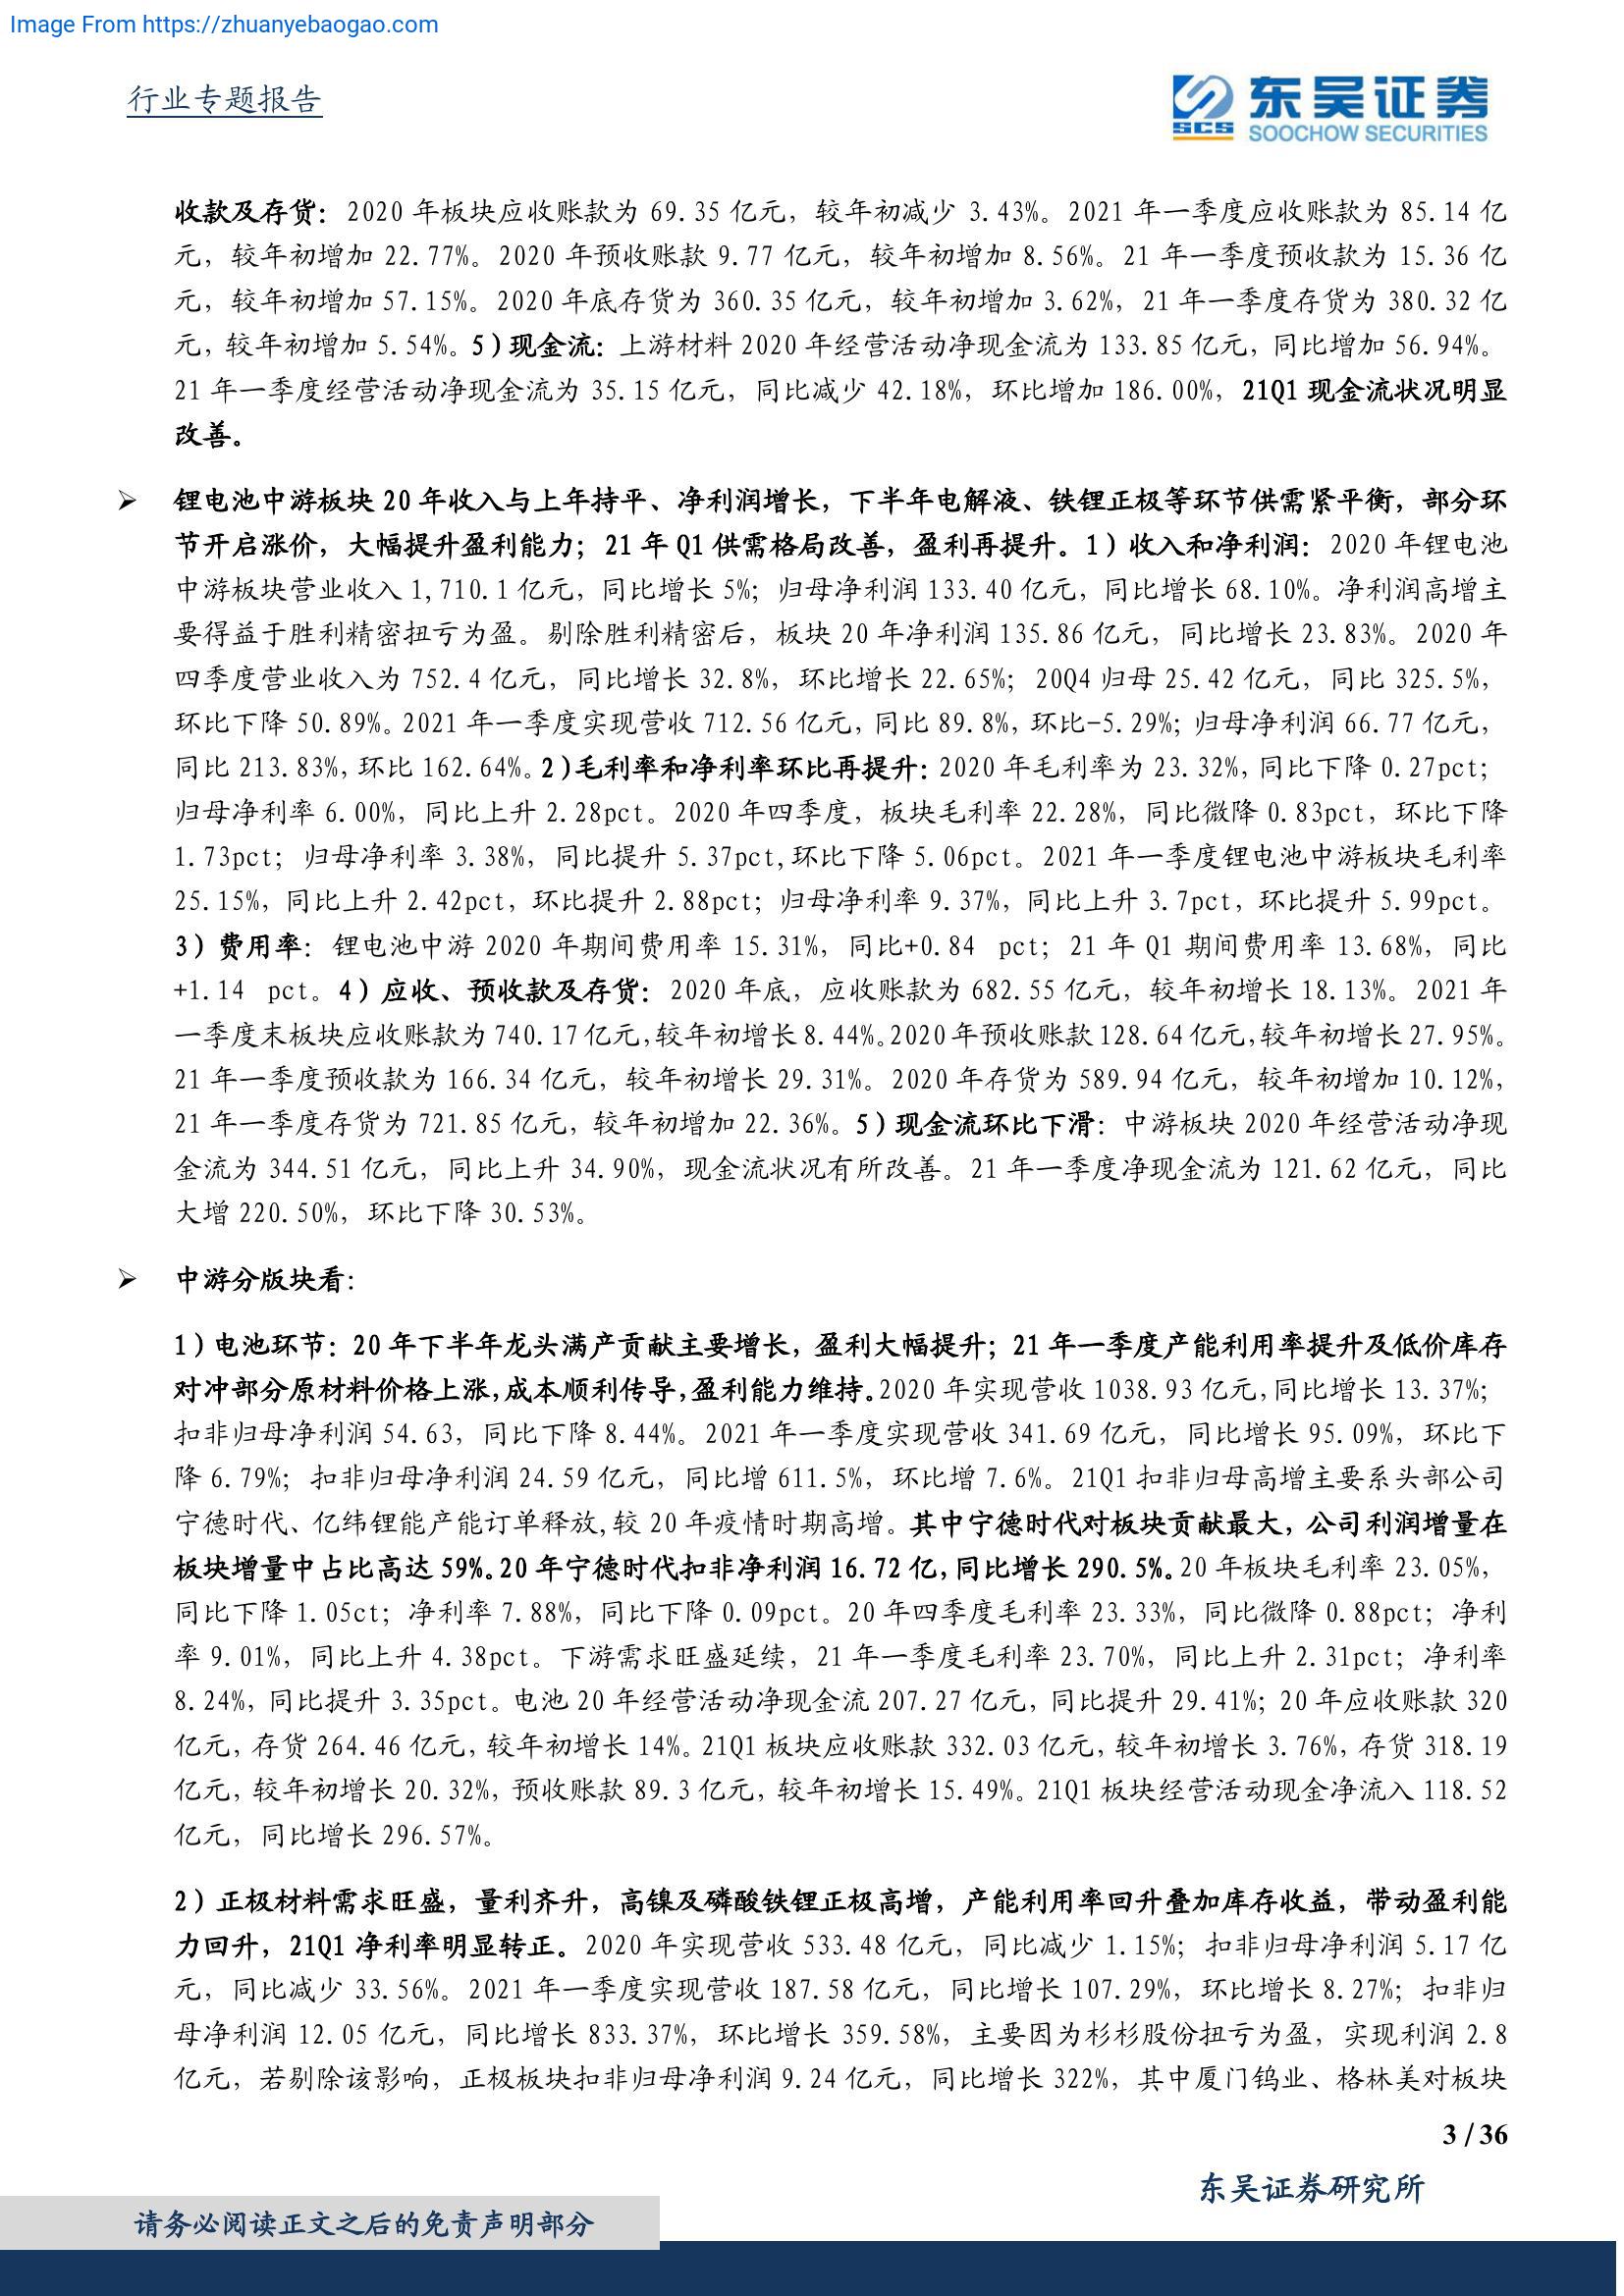 Image From https://zhuanyebaogao.com
行业专题报告
东吴证券
SCS
SOOCHOW SECURITIES
收款及存货：2020 年板块应收账款为 69.35 亿元，较年初减少 3.43%。2021 年一季度应收账款为 85.14 亿
元，较年初增加 22.77%。2020 年预收账款 9.77 亿元，较年初增加 8.56%。21 年一季度预收款为 15.36 亿
元，较年初增加 57.15%。2020 年底存货为 360.35 亿元，较年初增加 3.62%，21 年一季度存货为 380.32 亿
元，较年初增加 5.54%。5）现金流：上游材料 2020 年经营活动净现金流为 133.85 亿元，同比增加 56.94%。
21 年一季度经营活动净现金流为 35.15 亿元，同比减少 42.18%，环比增加 186.00%，21Q1 现金流状况明显
改善。
➢ 锂电池中游板块 20 年收入与上年持平、净利润增长，下半年电解液、铁锂正极等环节供需紧平衡，部分环
节开启涨价，大幅提升盈利能力；21 年 Q1 供需格局改善，盈利再提升。1）收入和净利润：2020 年锂电池
中游板块营业收入 1,710.1 亿元，同比增长 5%；归母净利润 133.40 亿元，同比增长 68.10%。净利润高增主
要得益于胜利精密扭亏为盈。剔除胜利精密后，板块 20 年净利润 135.86 亿元，同比增长 23.83%。2020 年
四季度营业收入为 752.4 亿元，同比增长 32.8%，环比增长 22.65%；20Q4 归母 25.42 亿元，同比 325.5%，
环比下降 50.89%。2021 年一季度实现营收 712.56 亿元，同比 89.8%，环比-5.29%；归母净利润 66.77 亿元，
同比 213.83%，环比 162.64%。2）毛利率和净利率环比再提升：2020 年毛利率为 23.32%，同比下降 0.27pct；
归母净利率 6.00%，同比上升 2.28pct。2020 年四季度，板块毛利率 22.28%，同比微降 0.83pct，环比下降
1.73pct；归母净利率 3.38%，同比提升 5.37pct,环比下降 5.06pct。2021 年一季度锂电池中游板块毛利率
25.15%，同比上升 2.42pct，环比提升 2.88pct；归母净利率 9.37%，同比上升 3.7pct，环比提升 5.99pct。
3）费用率：锂电池中游 2020 年期间费用率 15.31%，同比+0.84 pct；21 年 Q1 期间费用率 13.68%，同比
+1.14 pct。4）应收、预收款及存货：2020 年底，应收账款为 682.55 亿元，较年初增长 18.13%。2021 年
一季度末板块应收账款为 740.17 亿元，较年初增长 8.44%。2020 年预收账款 128.64 亿元，较年初增长 27.95%。
21 年一季度预收款为 166.34 亿元，较年初增长 29.31%。2020 年存货为 589.94 亿元，较年初增加 10.12%，
21 年一季度存货为 721.85 亿元，较年初增加 22.36%。5）现金流环比下滑：中游板块 2020 年经营活动净现
金流为 344.51 亿元，同比上升 34.90%，现金流状况有所改善。21 年一季度净现金流为 121.62 亿元，同比
大增 220.50%，环比下降 30.53%。
➢ 中游分版块看：
1）电池环节：20 年下半年龙头满产贡献主要增长，盈利大幅提升；21 年一季度产能利用率提升及低价库存
对冲部分原材料价格上涨，成本顺利传导，盈利能力维持。2020 年实现营收 1038.93 亿元，同比增长 13.37%；
扣非归母净利润 54.63，同比下降 8.44%。2021 年一季度实现营收 341.69 亿元，同比增长 95.09%，环比下
降 6.79%；扣非归母净利润 24.59 亿元，同比增 611.5%，环比增 7.6%。21Q1 扣非归母高增主要系头部公司
宁德时代、亿纬锂能产能订单释放,较 20 年疫情时期高增。其中宁德时代对板块贡献最大，公司利润增量在
板块增量中占比高达 59%。20 年宁德时代扣非净利润 16.72 亿，同比增长 290.5%。20 年板块毛利率 23.05%，
同比下降 1.05ct；净利率 7.88%，同比下降 0.09pct。20 年四季度毛利率 23.33%，同比微降 0.88pct；净利
率 9.01%，同比上升 4.38pct。下游需求旺盛延续，21 年一季度毛利率 23.70%，同比上升 2.31pct；净利率
8.24%，同比提升 3.35pct。电池 20 年经营活动净现金流 207.27 亿元，同比提升 29.41%；20 年应收账款 320
亿元，存货 264.46 亿元，较年初增长 14%。21Q1 板块应收账款 332.03 亿元，较年初增长 3.76%，存货 318.19
亿元，较年初增长 20.32%，预收账款 89.3 亿元，较年初增长 15.49%。21Q1 板块经营活动现金净流入 118.52
亿元，同比增长 296.57%。
2）正极材料需求旺盛，量利齐升，高镍及磷酸铁锂正极高增，产能利用率回升叠加库存收益，带动盈利能
力回升，21Q1 净利率明显转正。2020 年实现营收 533.48 亿元，同比减少 1.15%；扣非归母净利润 5.17 亿
元，同比减少 33.56%。2021 年一季度实现营收 187.58 亿元，同比增长 107.29%，环比增长 8.27%；扣非归
母净利润 12.05 亿元，同比增长 833.37%，环比增长 359.58%，主要因为杉杉股份扭亏为盈，实现利润 2.8
亿元，若剔除该影响，正极板块扣非归母净利润 9.24 亿元，同比增长 322%，其中厦门钨业、格林美对板块
3 / 36
东吴证券研究所
请务必阅读正文之后的免责声明部分